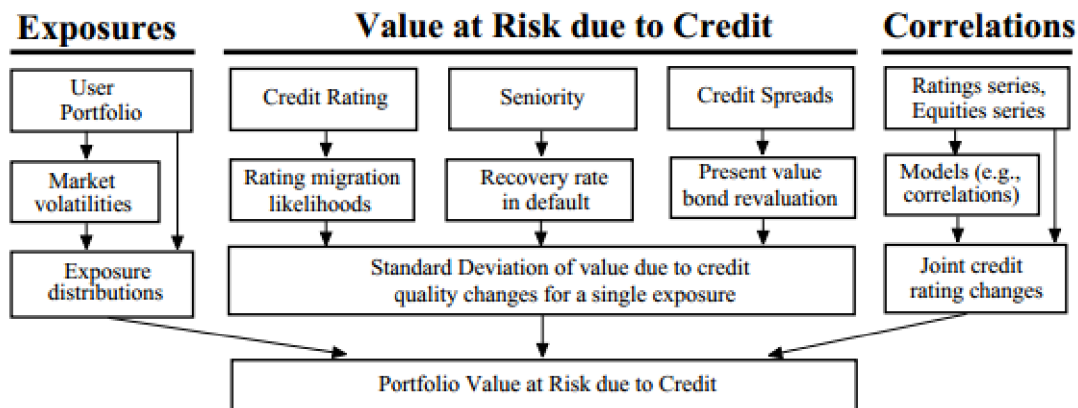 Exposures
Value at Risk due to Credit
Correlations
User
Portfolio
Market
volatilities
Exposure
distributions
Credit Rating
Seniority
Credit Spreads
Rating migration
likelihoods
Recovery rate
in default
Present value
bond revaluation
Standard Deviation of value due to credit
quality changes for a single exposure
Ratings series,
Equities series
Models (e.g.,
correlations)
Joint credit
rating changes
Portfolio Value at Risk due to Credit